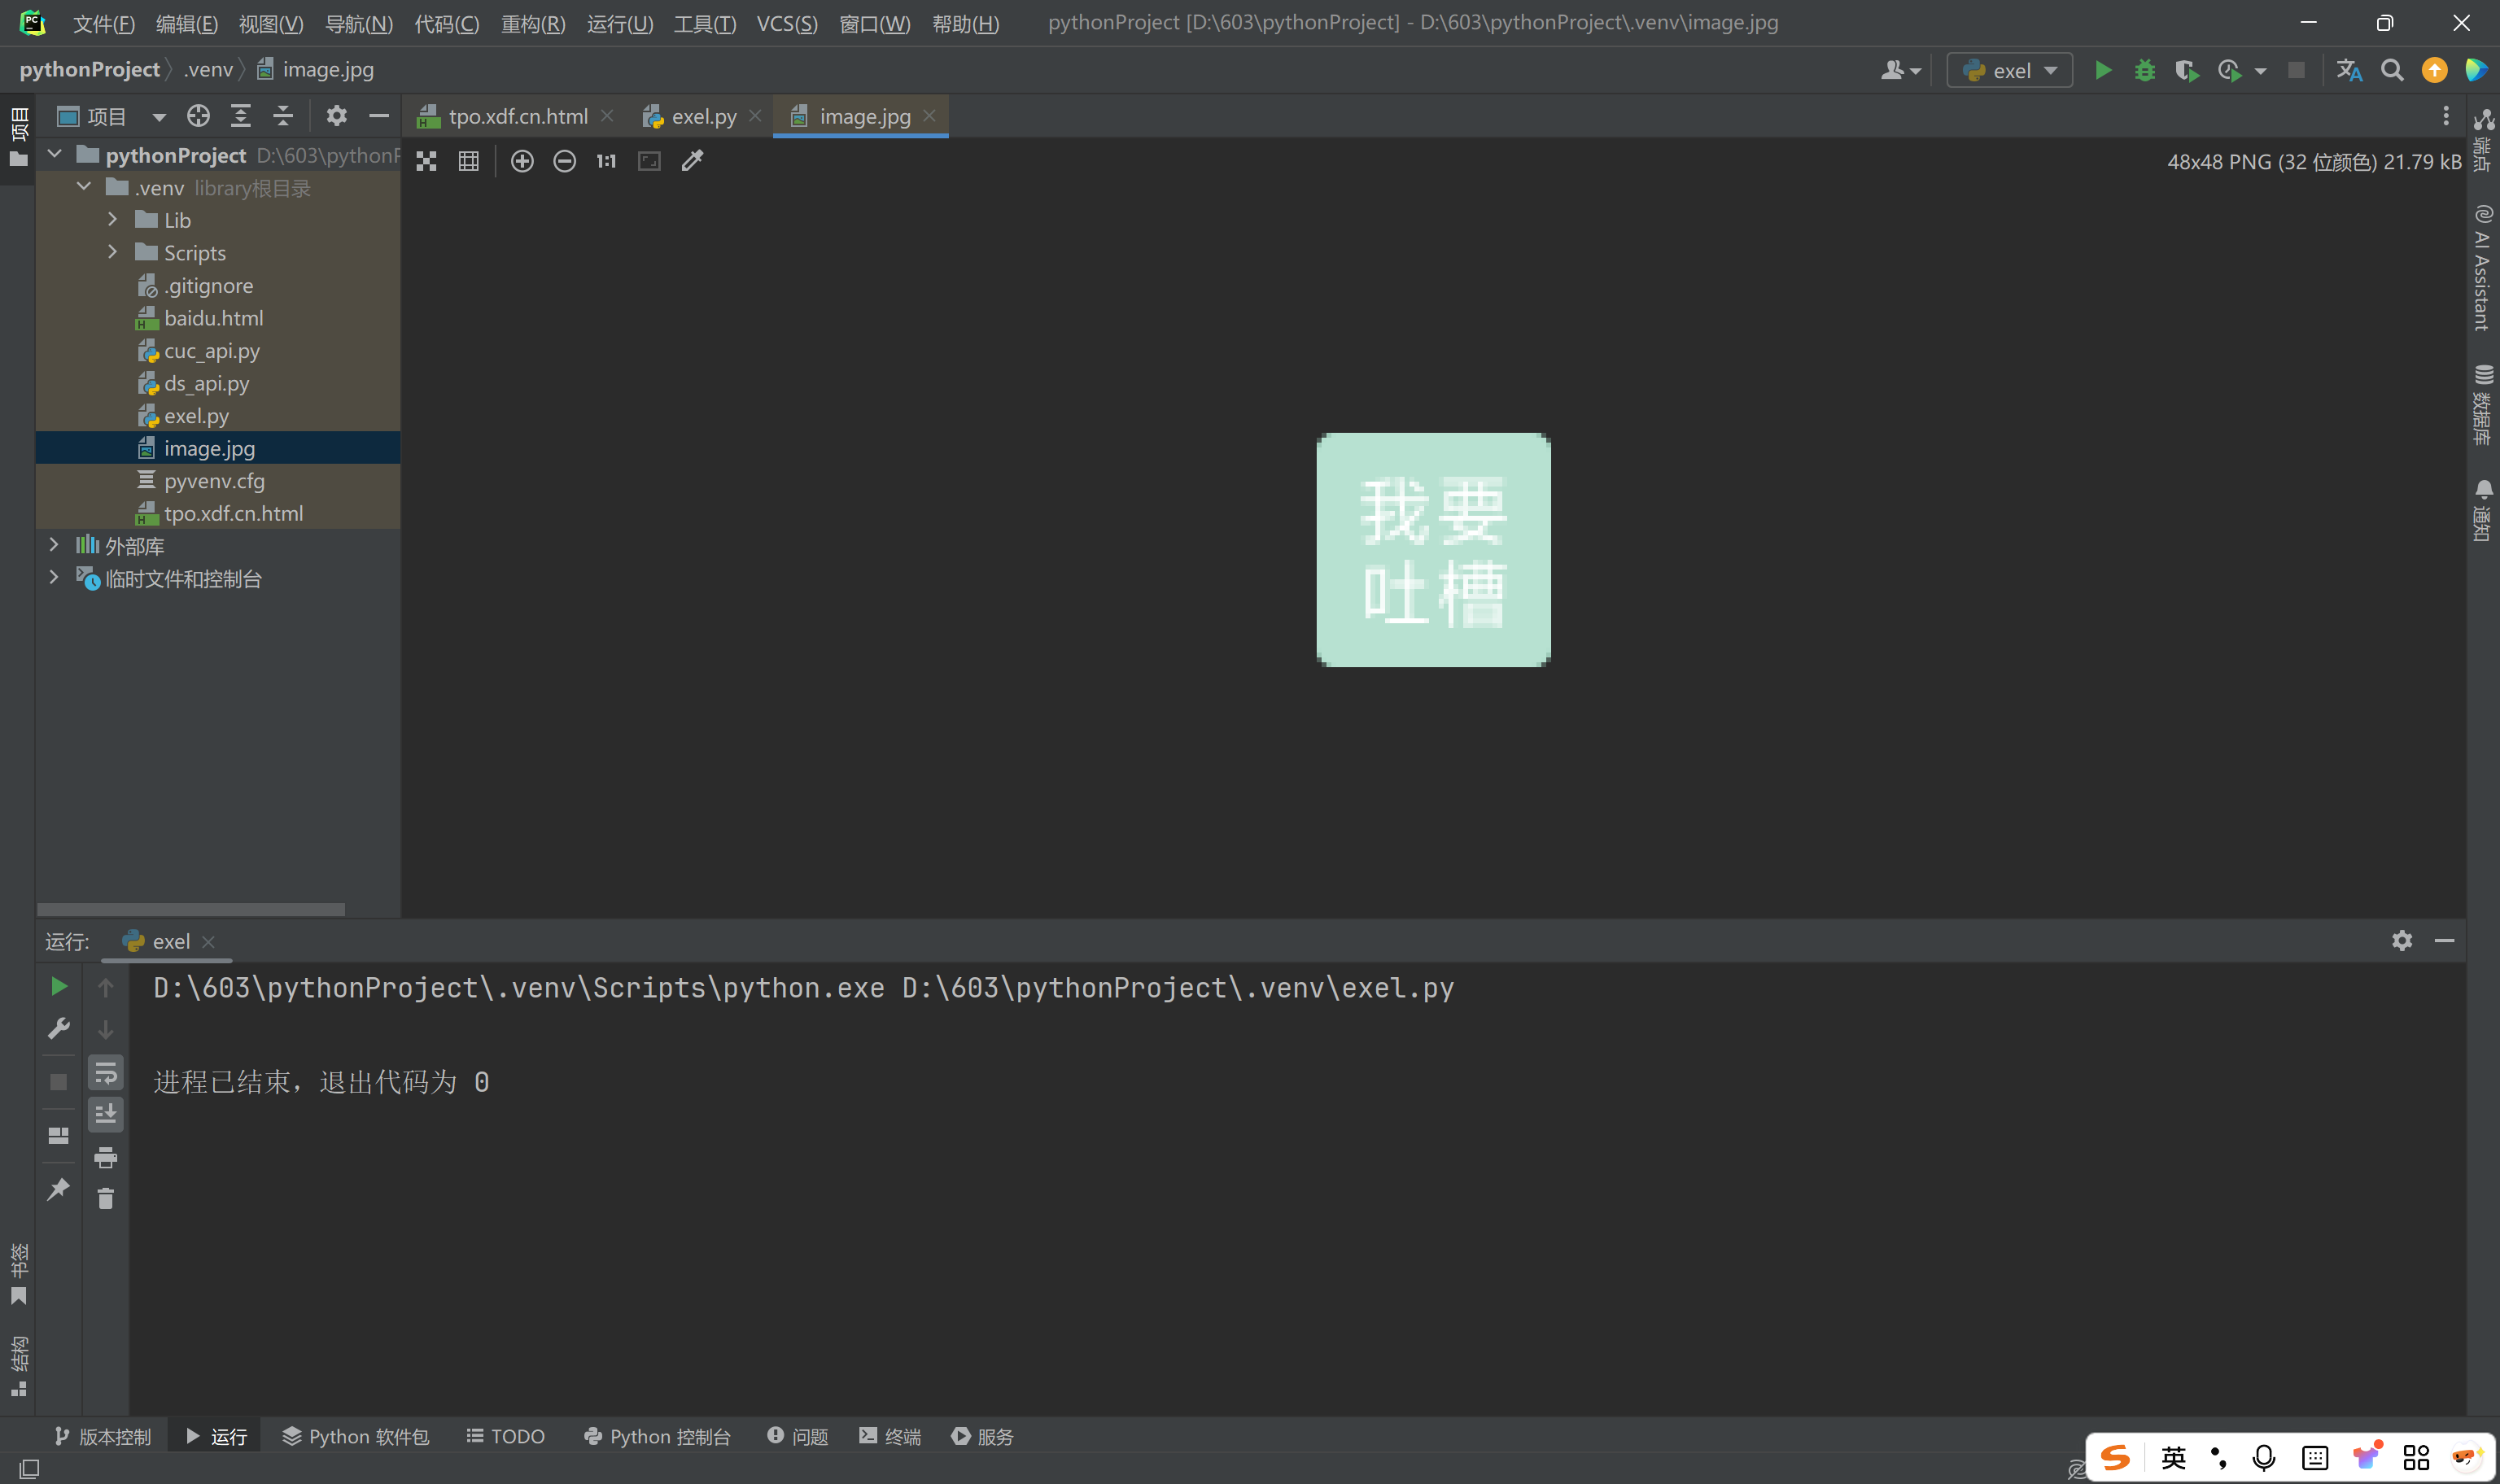 文件(F) 编辑(E) 视图(V) 导航(N) 代码(C) 重构(R) 运行(U) 工具(T) VCS(S) 窗口(W) 帮助(H) pythonProject [D:\603\pythonProject] - D:\603\pythonProject\.venv\image.jpg
pythonProject .venv image.jpg
exel
项目
项目
tpo.xdf.cn.html exel.py image.jpg
1:1
48x48 PNG (32 位颜色) 21.79 kB
pythonProject D:\603\pythonP
.venv library根目录
Lib
Scripts
.gitignore
baidu.html
cuc_api.py
ds_api.py
exel.py
image.jpg
pyvenv.cfg
tpo.xdf.cn.html
外部库
临时文件和控制台
我要
吐槽
端点
AI Assistant
数据库
通知
运行: exel
D:\603\pythonProject\.venv\Scripts\python.exe D:\603\pythonProject\.venv\exel.py
进程已结束，退出代码为 0
书签
结构
版本控制 运行 Python 软件包 TODO Python 控制台 问题 终端 服务
英